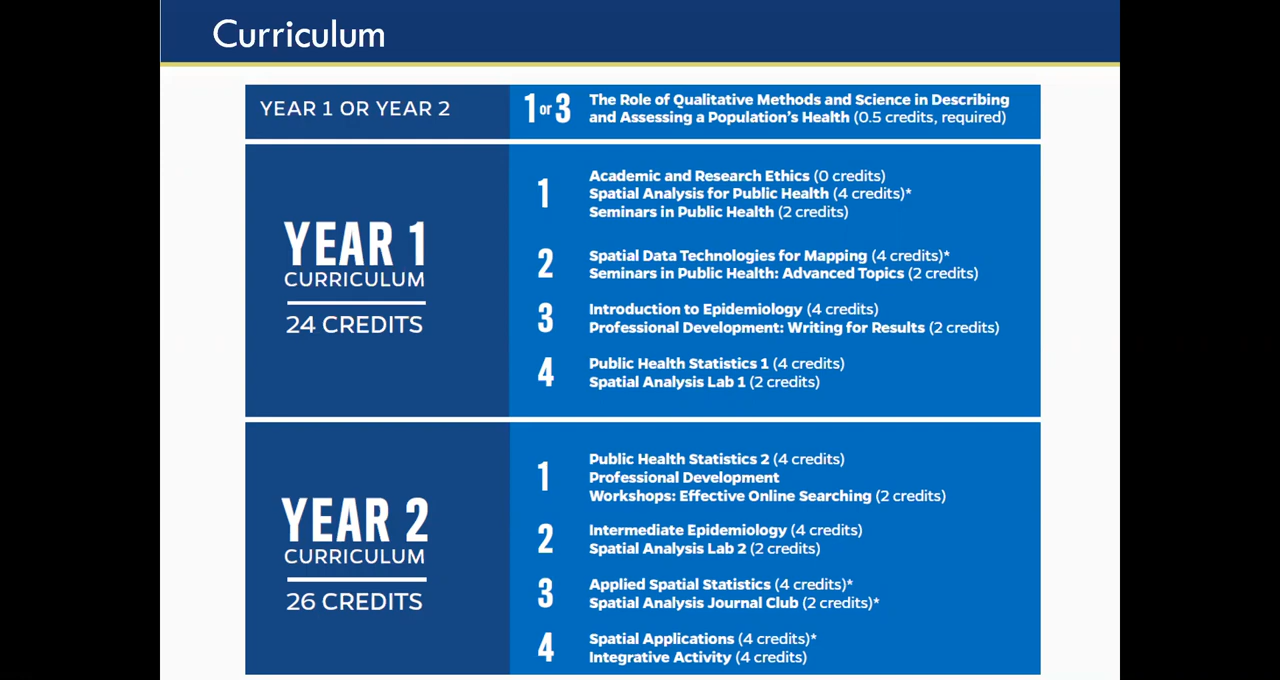 Curriculum
YEAR 1 OR YEAR 2
1 or 3
The Role of Qualitative Methods and Science in Describing
and Assessing a Population's Health (0.5 credits, required)
YEAR 1
CURRICULUM
24 CREDITS
1
Academic and Research Ethics (0 credits)
Spatial Analysis for Public Health (4 credits)*
Seminars in Public Health (2 credits)
2
Spatial Data Technologies for Mapping (4 credits)*
Seminars in Public Health: Advanced Topics (2 credits)
3
Introduction to Epidemiology (4 credits)
Professional Development: Writing for Results (2 credits)
4
Public Health Statistics 1 (4 credits)
Spatial Analysis Lab 1 (2 credits)
YEAR 2
CURRICULUM
26 CREDITS
1
Public Health Statistics 2 (4 credits)
Professional Development
Workshops: Effective Online Searching (2 credits)
2
Intermediate Epidemiology (4 credits)
Spatial Analysis Lab 2 (2 credits)
3
Applied Spatial Statistics (4 credits)*
Spatial Analysis Journal Club (2 credits)*
4
Spatial Applications (4 credits)*
Integrative Activity (4 credits)